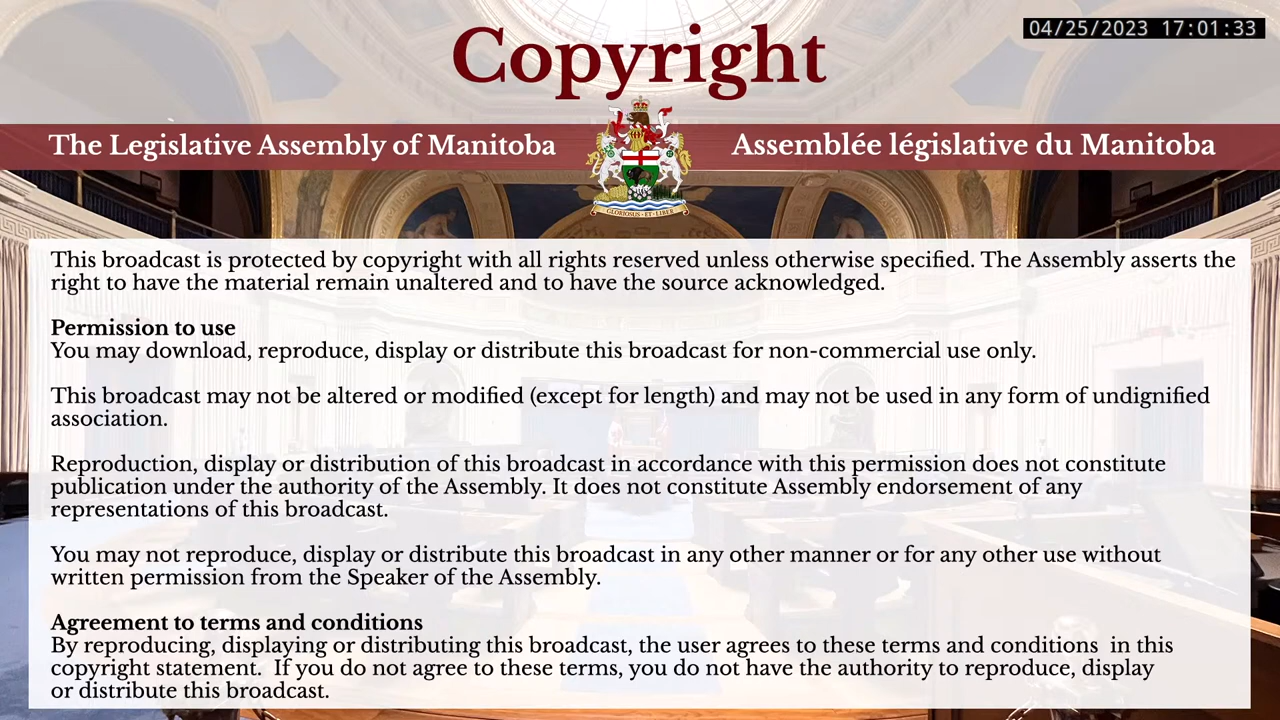 04/25/2023 17:01:33
Copyright
The Legislative Assembly of Manitoba
Assemblée législative du Manitoba
GLORIOSUS · ET · LIBER
This broadcast is protected by copyright with all rights reserved unless otherwise specified. The Assembly asserts the
right to have the material remain unaltered and to have the source acknowledged.
Permission to use
You may download, reproduce, display or distribute this broadcast for non-commercial use only.
This broadcast may not be altered or modified (except for length) and may not be used in any form of undignified
association.
Reproduction, display or distribution of this broadcast in accordance with this permission does not constitute
publication under the authority of the Assembly. It does not constitute Assembly endorsement of any
representations of this broadcast.
You may not reproduce, display or distribute this broadcast in any other manner or for any other use without
written permission from the Speaker of the Assembly.
Agreement to terms and conditions
By reproducing, displaying or distributing this broadcast, the user agrees to these terms and conditions  in this
copyright statement.  If you do not agree to these terms, you do not have the authority to reproduce, display
or distribute this broadcast.